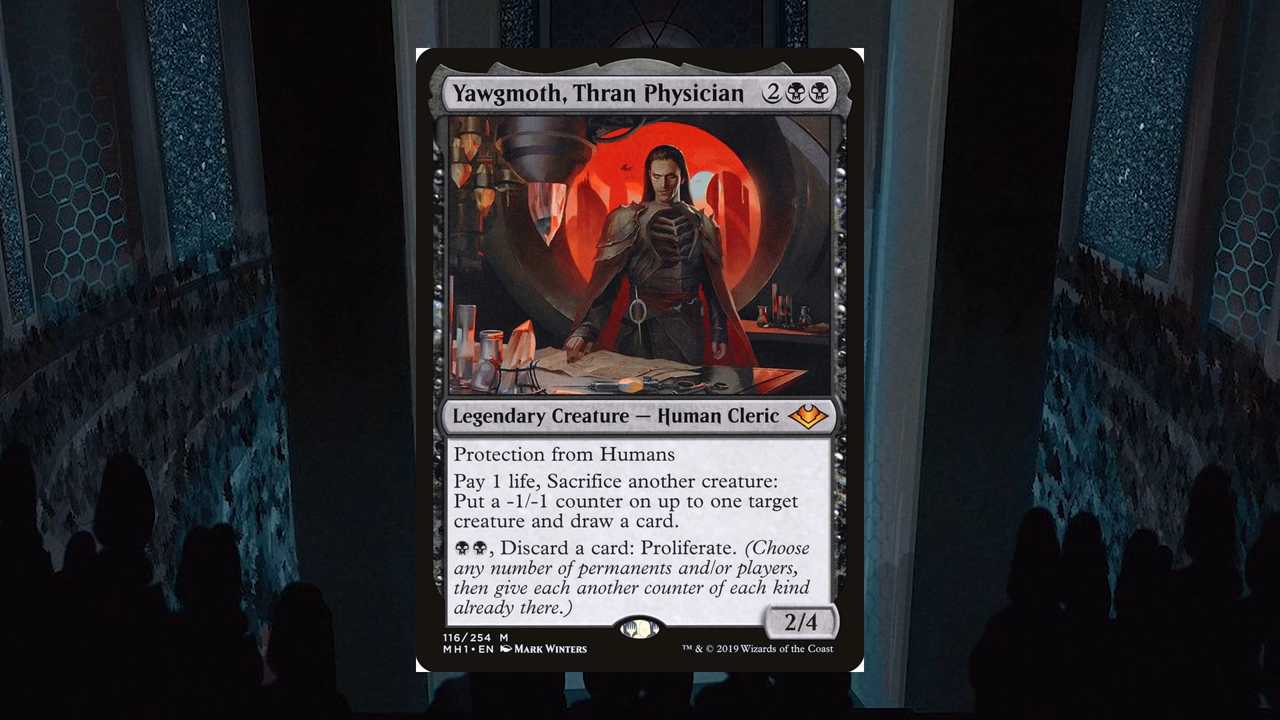 Yawgmoth, Thran Physician 2
Legendary Creature — Human Cleric
Protection from Humans
Pay 1 life, Sacrifice another creature:
Put a -1/-1 counter on up to one target
creature and draw a card.
, Discard a card: Proliferate. (Choose
any number of permanents and/or players,
then give each another counter of each kind
already there.)
2/4
116/254 M
MH1 • EN MARK WINTERS
™ & © 2019 Wizards of the Coast